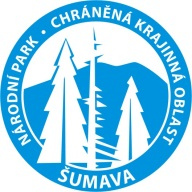 NÁRODNÍ PARK • CHRÁNĚNÁ KRAJINNÁ OBLAST
ŠUMAVA